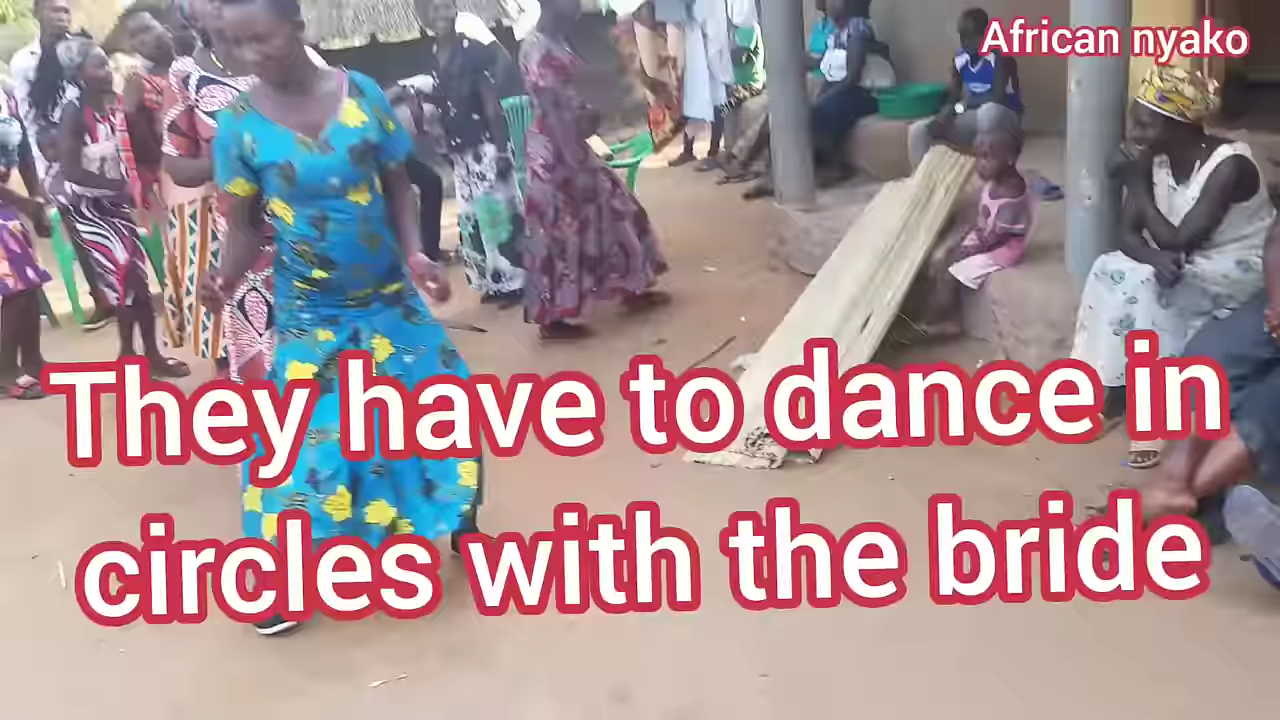 African nyako
They have to dance in
circles with the bride